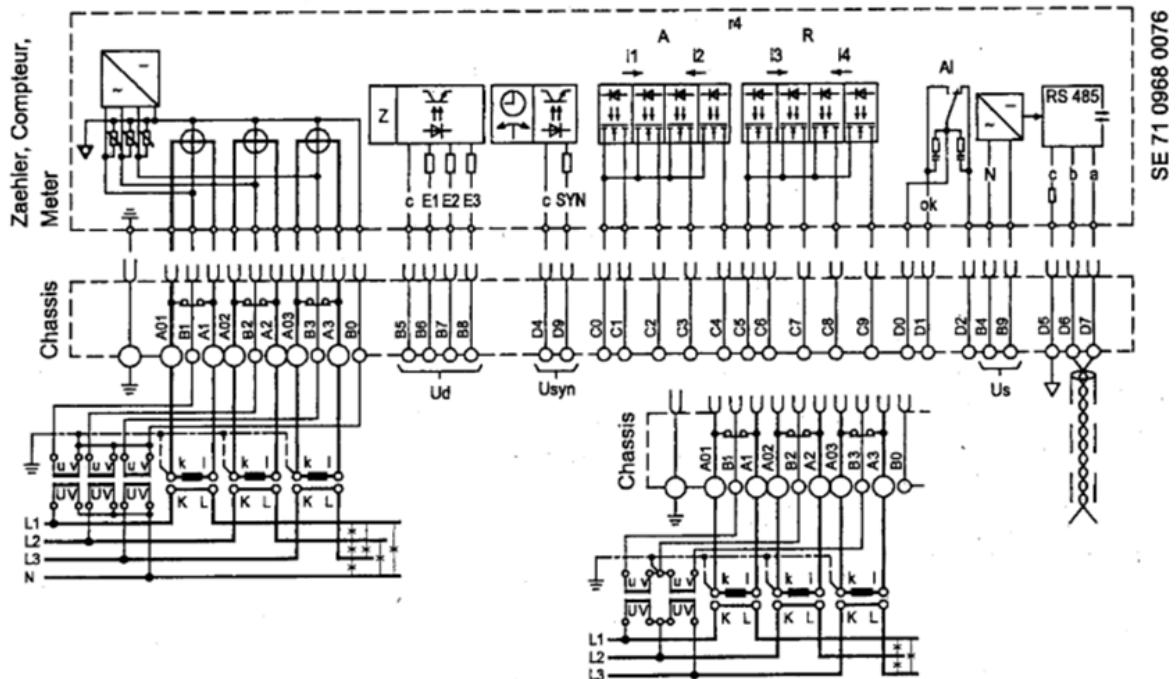 SE 71 0968 0076
Zaehler, Compteur,
Meter
r4
A R
I1 I2 I3 I4
AI
~ –
Z
~ –
RS 485
c E1 E2 E3
c SYN
ok
N
c b a
Chassis
A01 B1 A1 A02 B2 A2 A03 B3 A3 B0
B5 B6 B7 B8
D4 D9
C0 C1 C2 C3 C4 C5 C6 C7 C8 C9
D0 D1 D2 B4 B9
D5 D6 D7
Ud
Usyn
Us
u v u v u v
k l k l k l
U V U V U V
K L K L K L
L1
L2
L3
N
Chassis
A01 B1 A1 A02 B2 A2 A03 B3 A3 B0
u v u v
k l k l k l
U V U V
K L K L K L
L1
L2
L3